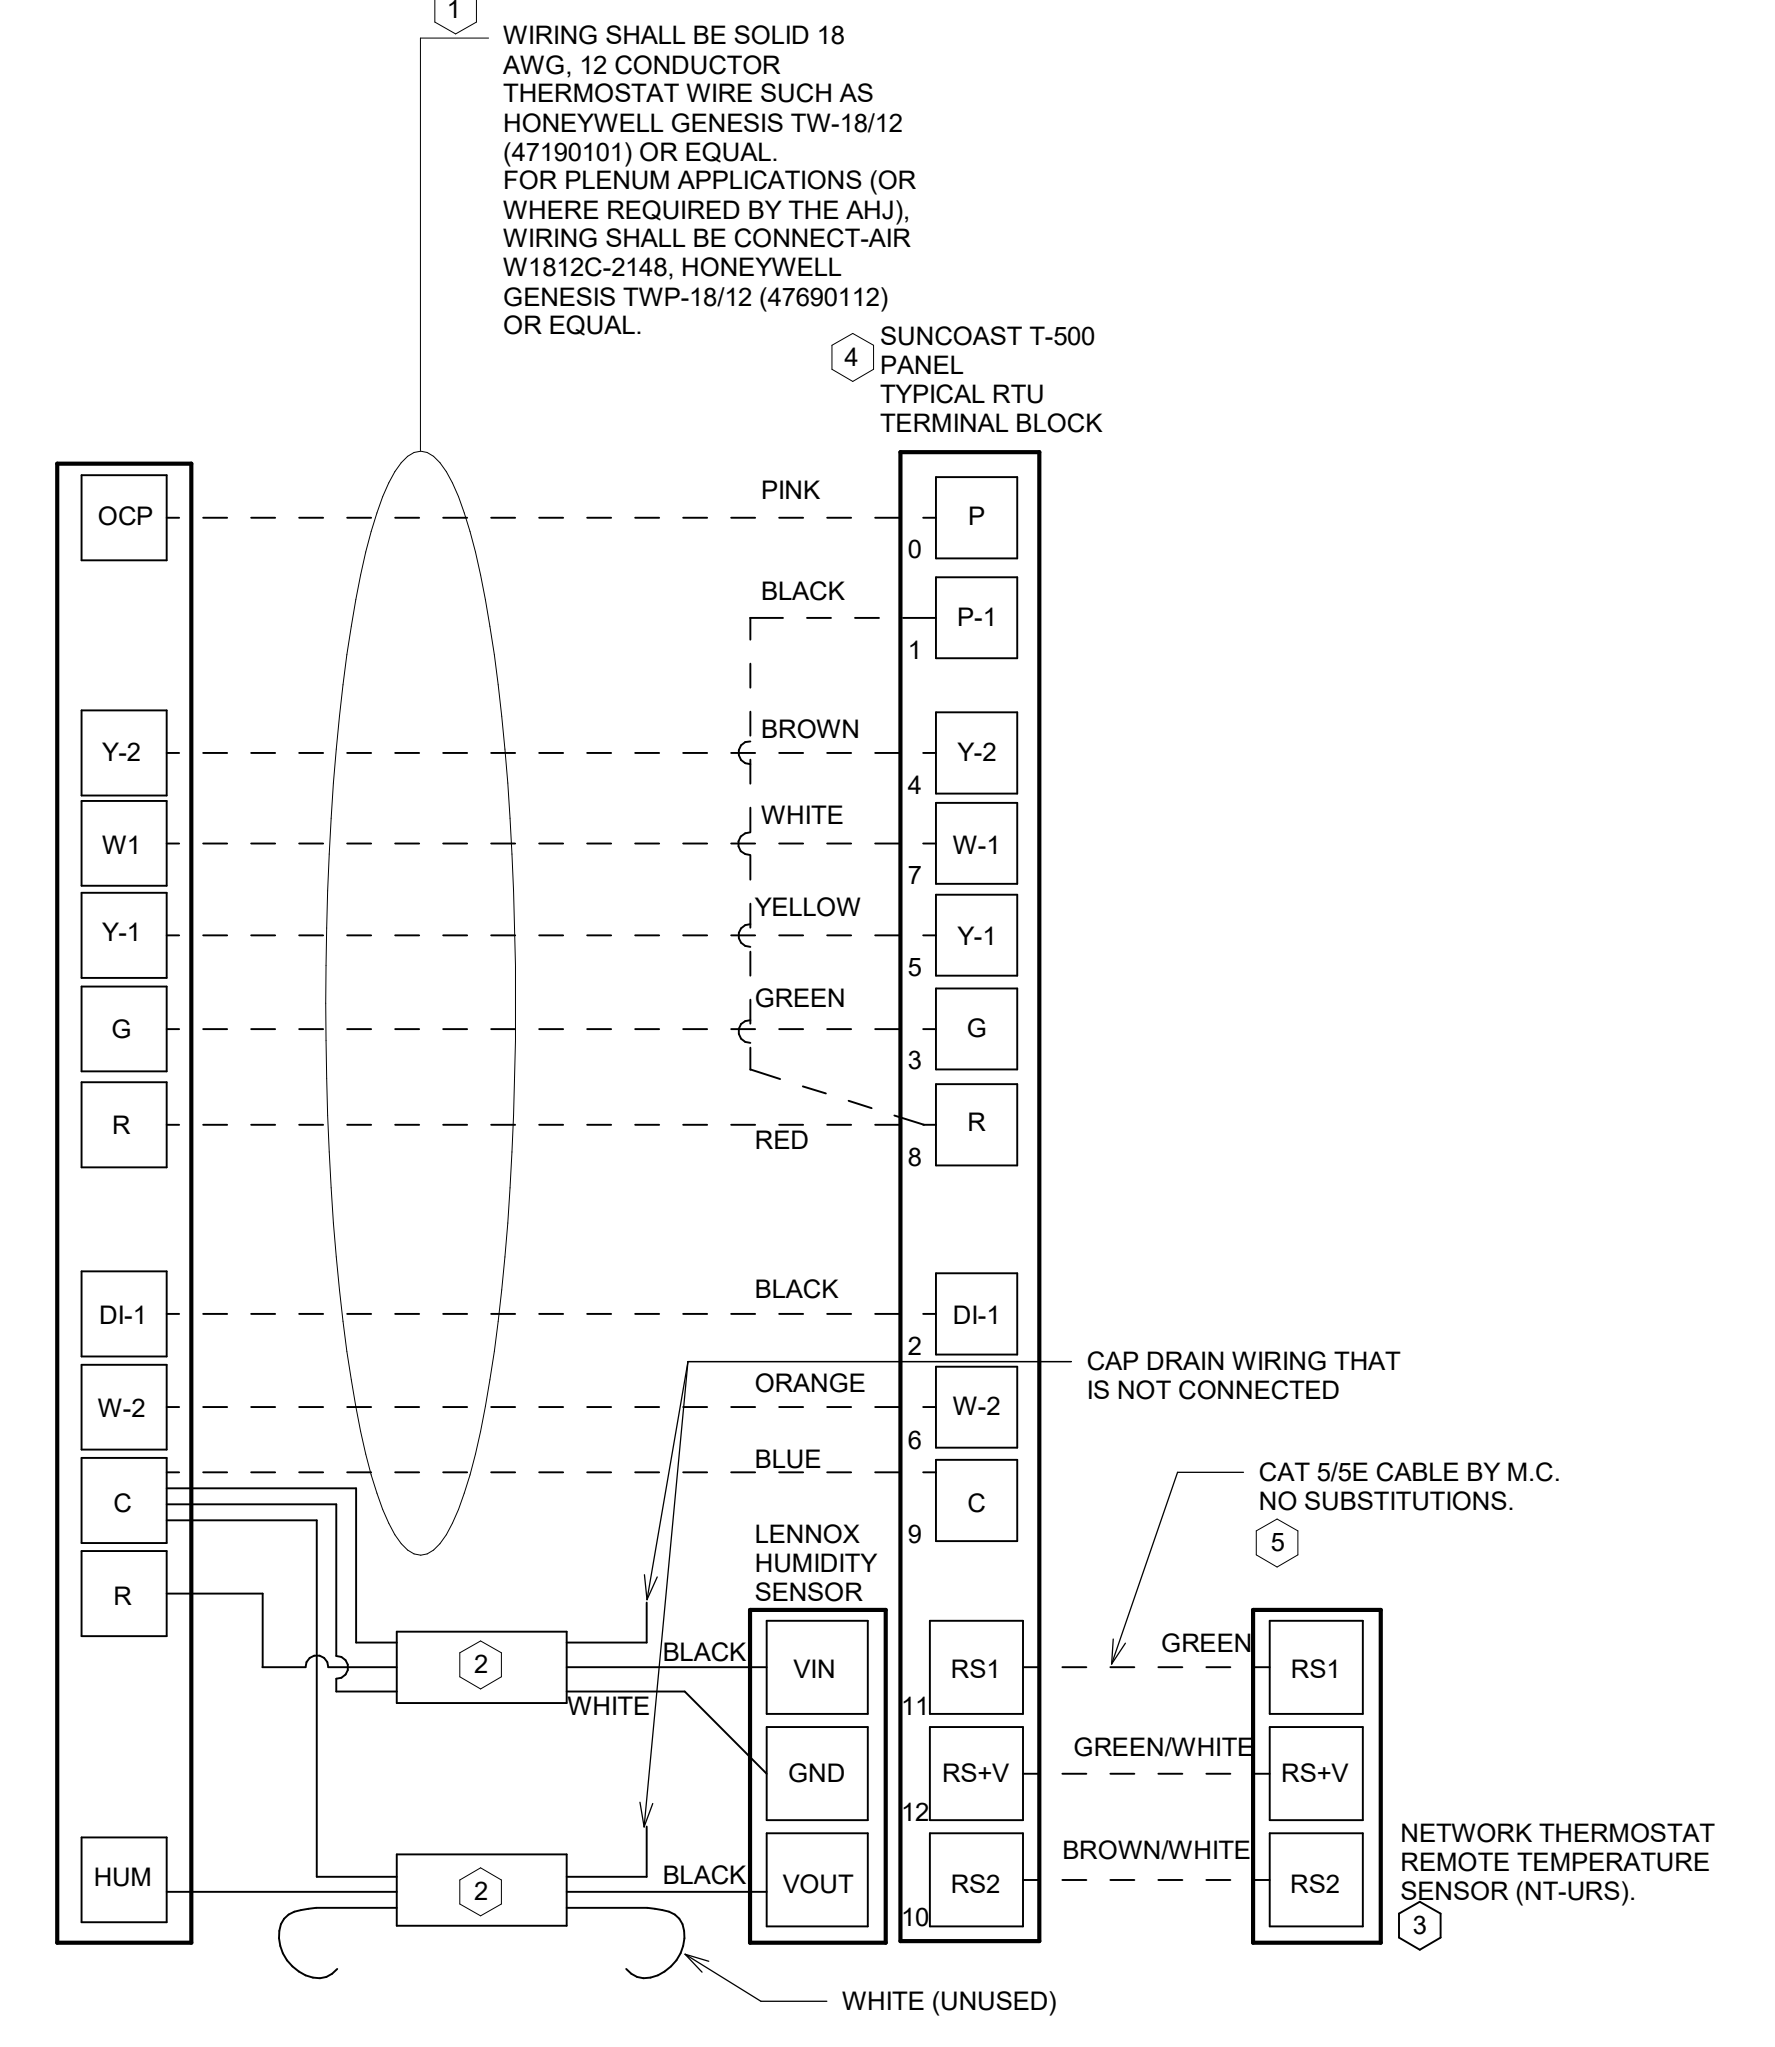 1
WIRING SHALL BE SOLID 18
AWG, 12 CONDUCTOR
THERMOSTAT WIRE SUCH AS
HONEYWELL GENESIS TW-18/12
(47190101) OR EQUAL.
FOR PLENUM APPLICATIONS (OR
WHERE REQUIRED BY THE AHJ),
WIRING SHALL BE CONNECT-AIR
W1812C-2148, HONEYWELL
GENESIS TWP-18/12 (47690112)
OR EQUAL.
4
SUNCOAST T-500
PANEL
TYPICAL RTU
TERMINAL BLOCK
OCP
PINK
P
0
BLACK
P-1
1
Y-2
BROWN
Y-2
4
W1
WHITE
W-1
7
Y-1
YELLOW
Y-1
5
G
GREEN
G
3
R
RED
R
8
DI-1
BLACK
DI-1
2
CAP DRAIN WIRING THAT
IS NOT CONNECTED
W-2
ORANGE
W-2
6
C
BLUE
C
9
CAT 5/5E CABLE BY M.C.
NO SUBSTITUTIONS.
5
R
LENNOX
HUMIDITY
SENSOR
2
BLACK
VIN
RS1
11
GREEN
RS1
WHITE
GND
RS+V
12
GREEN/WHITE
RS+V
HUM
2
BLACK
VOUT
RS2
10
BROWN/WHITE
RS2
NETWORK THERMOSTAT
REMOTE TEMPERATURE
SENSOR (NT-URS).
3
WHITE (UNUSED)